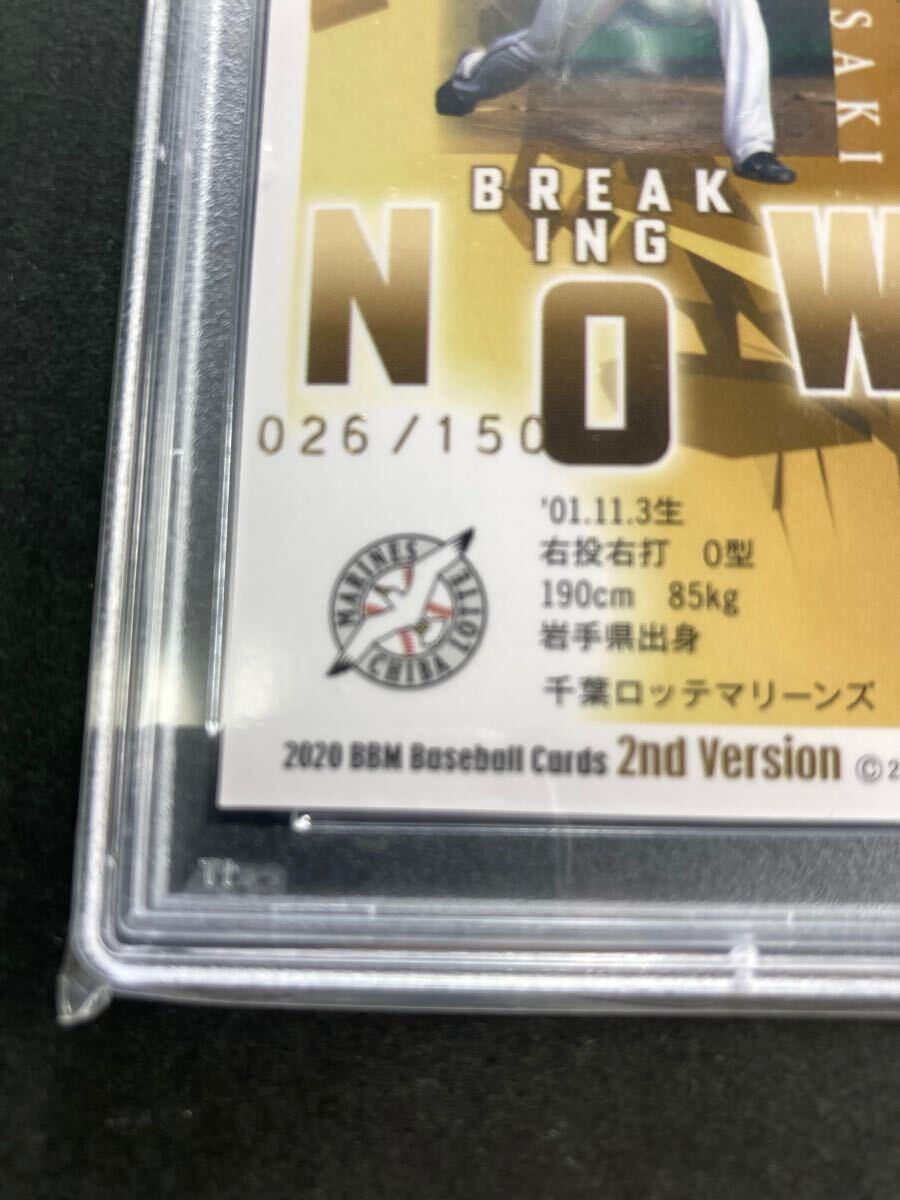 SAKI
BREAK
ING
NOW
026/150
'01.11.3生
右投右打 O型
190cm 85kg
岩手県出身
千葉ロッテマリーンズ
MARINES
CHIBA LOTTE
2020 BBM Baseball Cards 2nd Version ©2